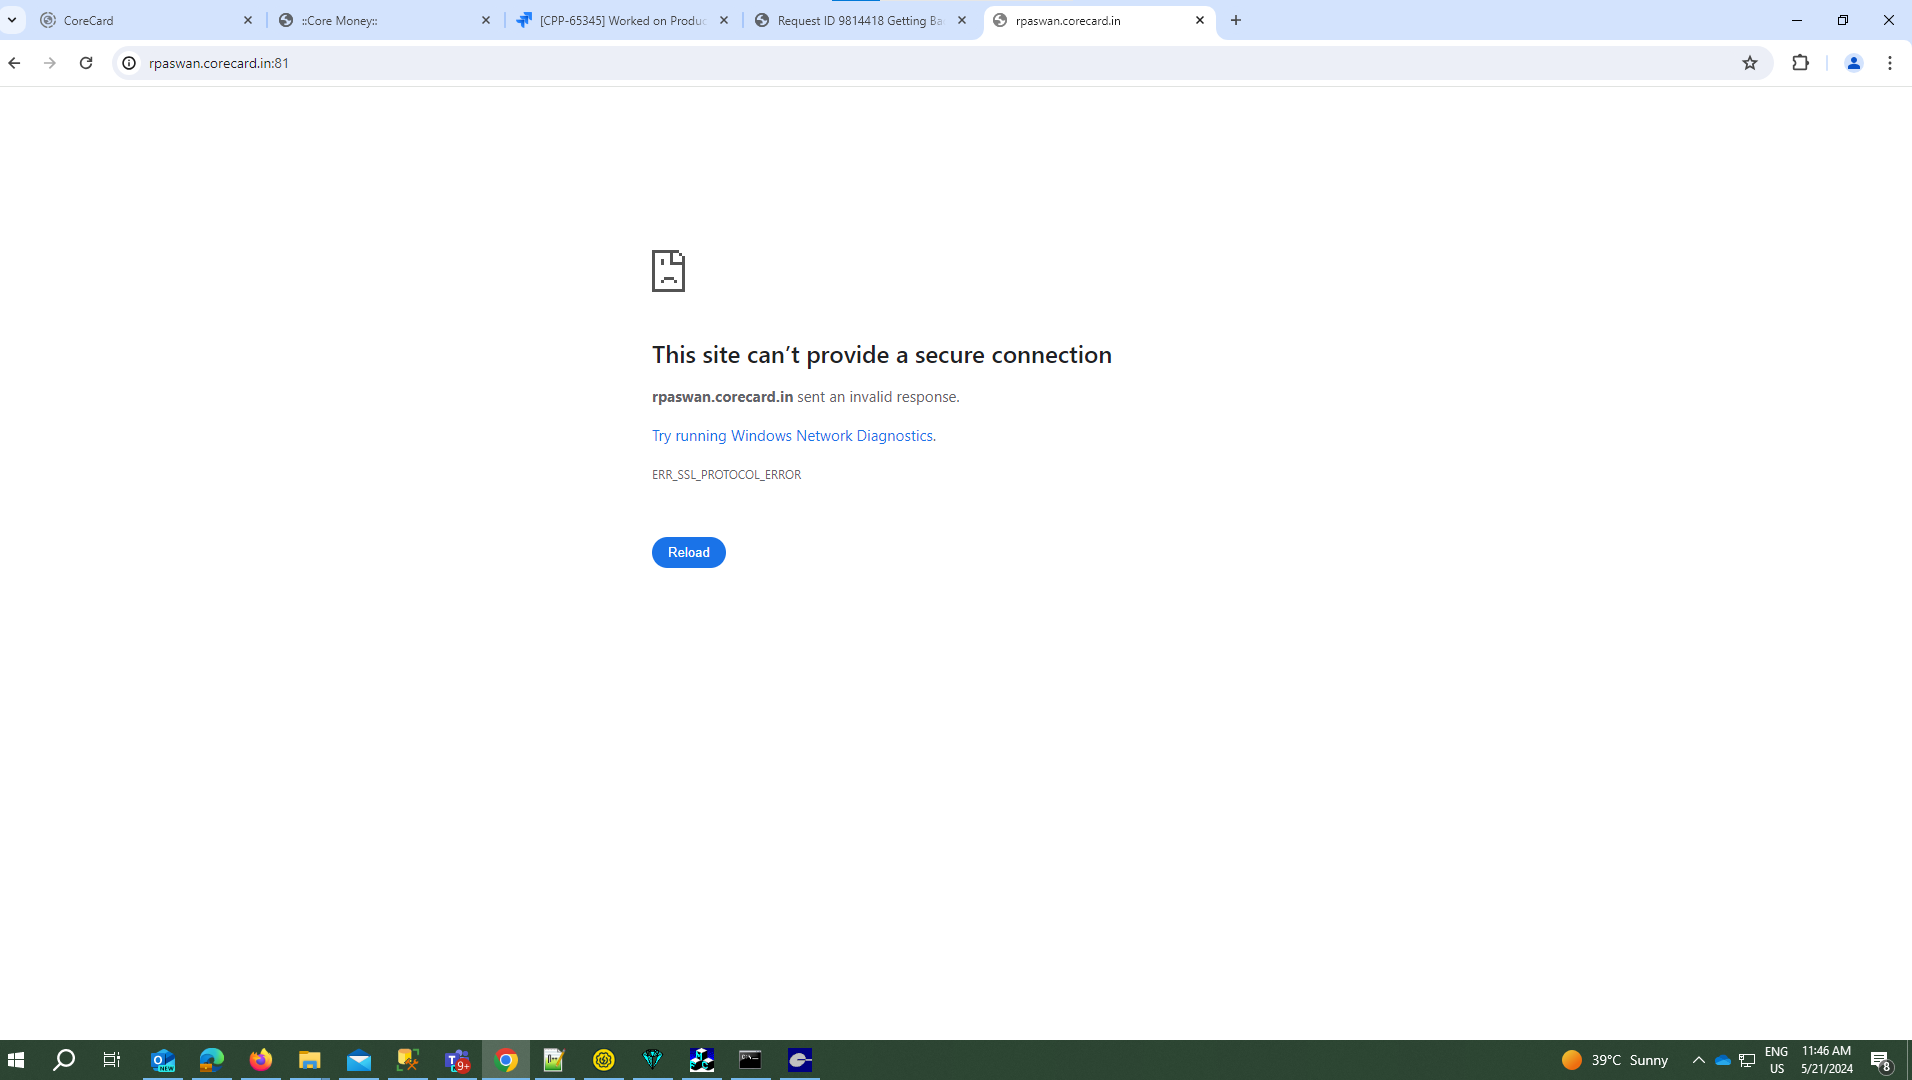 CoreCard
::Core Money::
[CPP-65345] Worked on Produc
Request ID 9814418 Getting Ba
rpaswan.corecard.in
rpaswan.corecard.in:81
This site can’t provide a secure connection
rpaswan.corecard.in sent an invalid response.
Try running Windows Network Diagnostics.
ERR_SSL_PROTOCOL_ERROR
Reload
NEW
9+
39°C Sunny
ENG
US
11:46 AM
5/21/2024
8